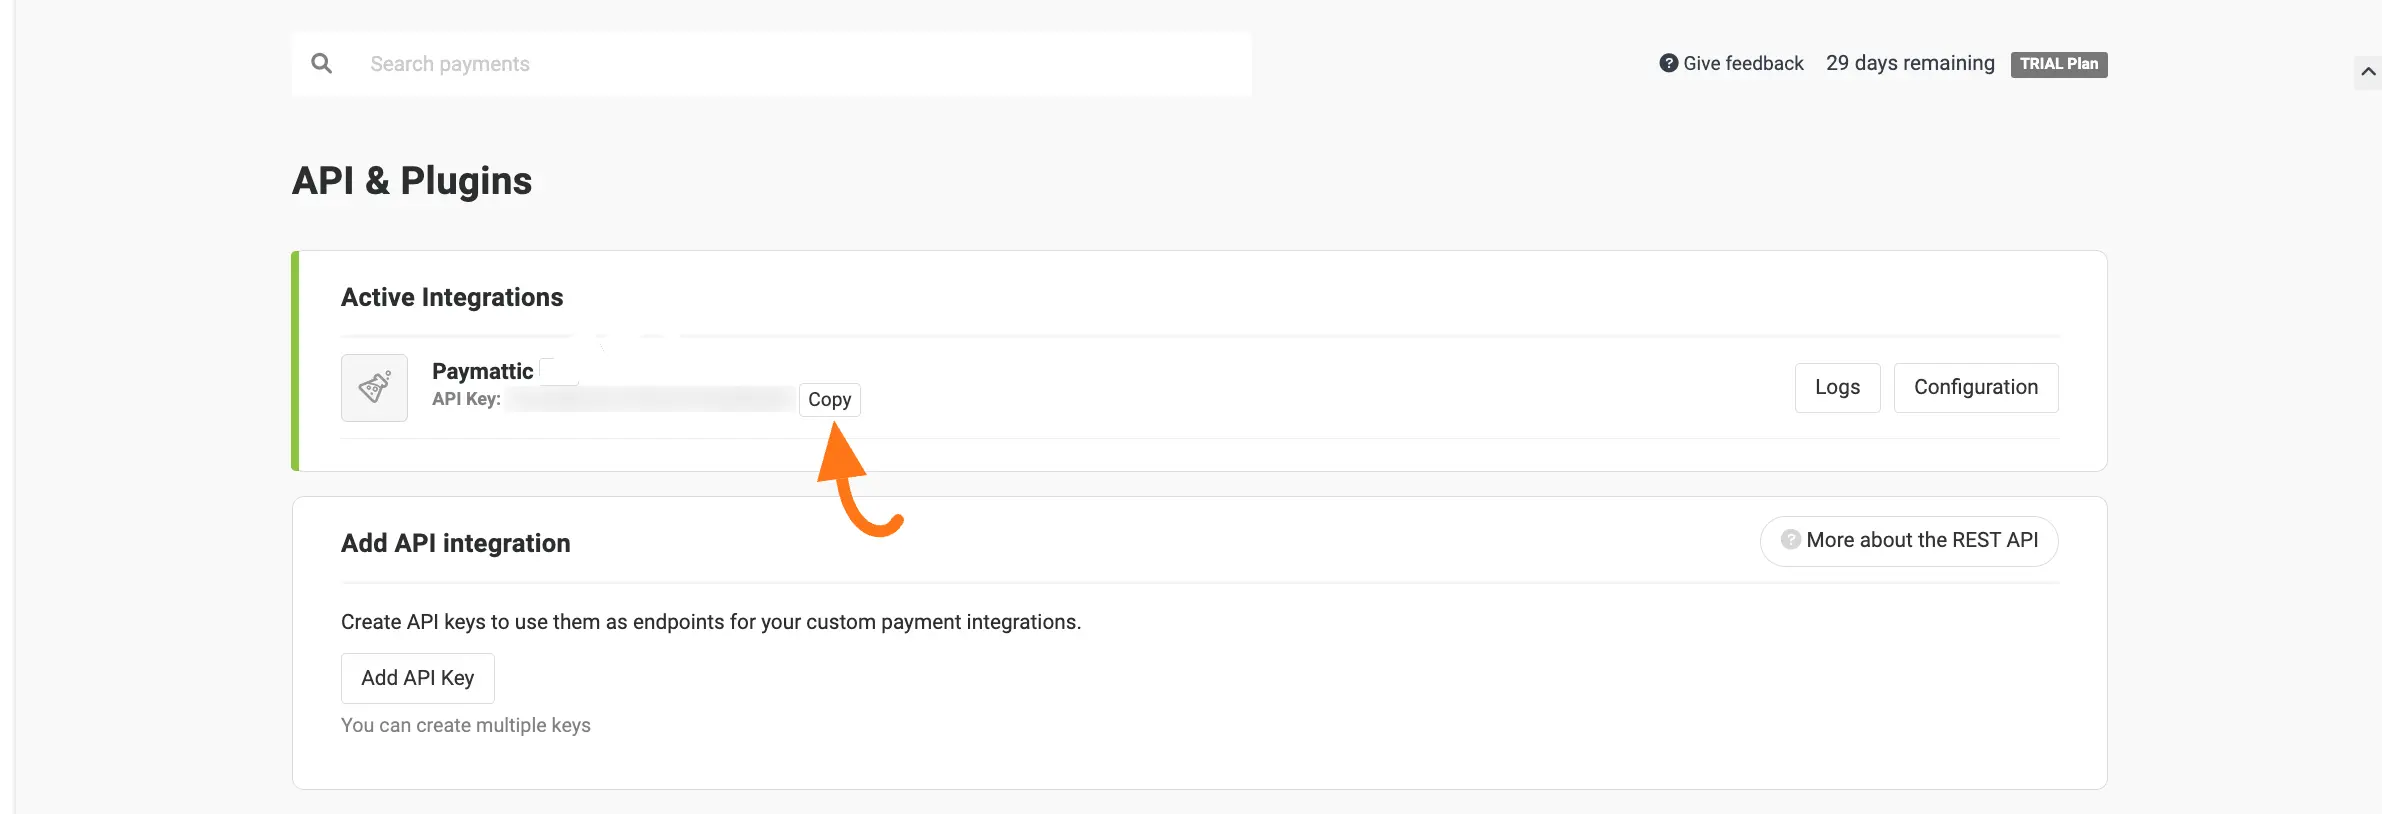 Search payments
Give feedback 29 days remaining TRIAL Plan
API & Plugins
Active Integrations
Paymattic
API Key: Copy
Logs Configuration
Add API integration
More about the REST API
Create API keys to use them as endpoints for your custom payment integrations.
Add API Key
You can create multiple keys